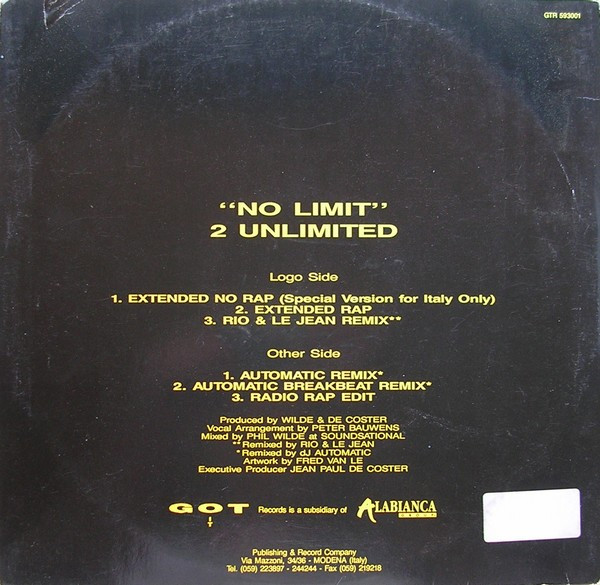 GTR 593001
“NO LIMIT”
2 UNLIMITED
Logo Side
1. EXTENDED NO RAP (Special Version for Italy Only)
2. EXTENDED RAP
3. RIO & LE JEAN REMIX**
Other Side
1. AUTOMATIC REMIX*
2. AUTOMATIC BREAKBEAT REMIX*
3. RADIO RAP EDIT
Produced by WILDE & DE COSTER
Vocal Arrangement by PETER BAUWENS
Mixed by PHIL WILDE at SOUNDSATIONAL
**Remixed by RIO & LE JEAN
*Remixed by dJ AUTOMATIC
Artwork by FRED VAN LE
Executive Producer JEAN PAUL DE COSTER
GOT Records is a subsidiary of ALABIANCA
GROUP
Publishing & Record Company
Via Mazzoni, 34/36 - MODENA (Italy)
Tel. (059) 223897 - 244244 - Fax (059) 219218